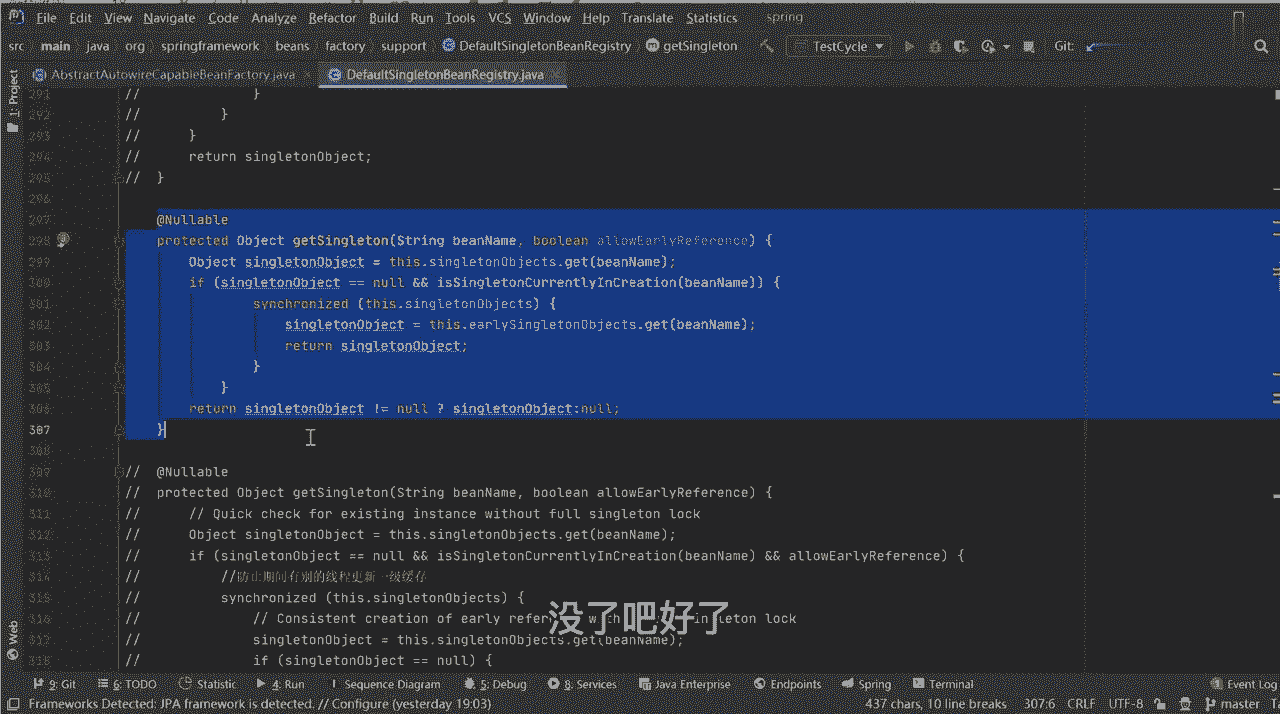 File Edit View Navigate Code Analyze Refactor Build Run Tools VCS Window Help Translate Statistics spring
src main java org springframework beans factory support DefaultSingletonBeanRegistry getSingleton TestCycle Git:
AbstractAutowireCapableBeanFactory.java DefaultSingletonBeanRegistry.java
1: Project
291 // }
292 // }
293 // }
294 // return singletonObject;
295 // }
296
297 @Nullable
298 protected Object getSingleton(String beanName, boolean allowEarlyReference) {
299 Object singletonObject = this.singletonObjects.get(beanName);
300 if (singletonObject == null && isSingletonCurrentlyInCreation(beanName)) {
301 synchronized (this.singletonObjects) {
302 singletonObject = this.earlySingletonObjects.get(beanName);
303 return singletonObject;
304 }
305 }
306 return singletonObject != null ? singletonObject:null;
307 }
308
309 // @Nullable
310 // protected Object getSingleton(String beanName, boolean allowEarlyReference) {
311 // // Quick check for existing instance without full singleton lock
312 // Object singletonObject = this.singletonObjects.get(beanName);
313 // if (singletonObject == null && isSingletonCurrentlyInCreation(beanName) && allowEarlyReference) {
314 // //防止期间有别的线程更新一级缓存
315 // synchronized (this.singletonObjects) {
316 // // Consistent creation of early refer singleton lock
317 // singletonObject = this.singletonObjects.get(beanName);
318 // if (singletonObject == null) {
没了吧好了
Web
9: Git 6: TODO Statistic 4: Run Sequence Diagram 5: Debug 8: Services Java Enterprise Endpoints Spring Terminal Event Log
Frameworks Detected: JPA framework is detected. // Configure (yesterday 19:03) 437 chars, 10 line breaks 307:6 CRLF UTF-8 master